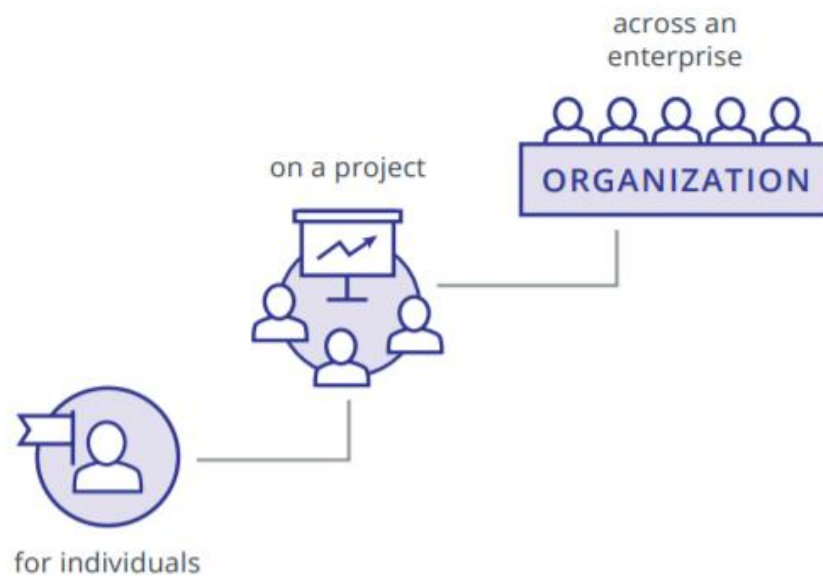 across an
enterprise
ORGANIZATION
on a project
for individuals